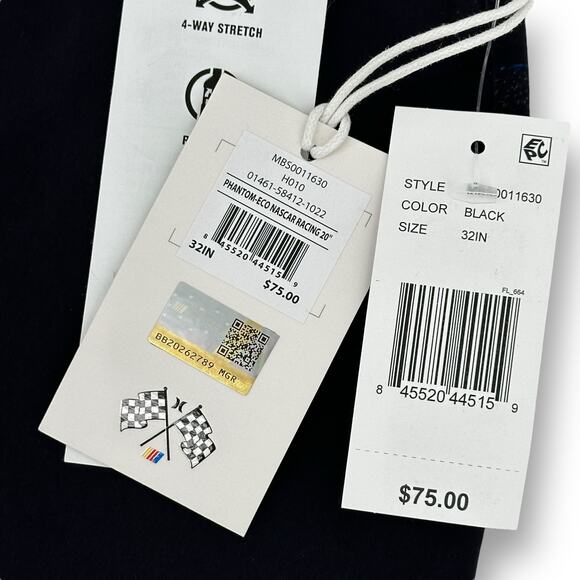 4-WAY STRETCH
R
MBS0011630
H010
01461-58412-1022
PHANTOM-ECO NASCAR RACING 20"
8 45520 44515 9
32IN
$75.00
BB20262789 MGR
ECPC
STYLE 0011630
COLOR BLACK
SIZE 32IN
FL_664
8 45520 44515 9
$75.00